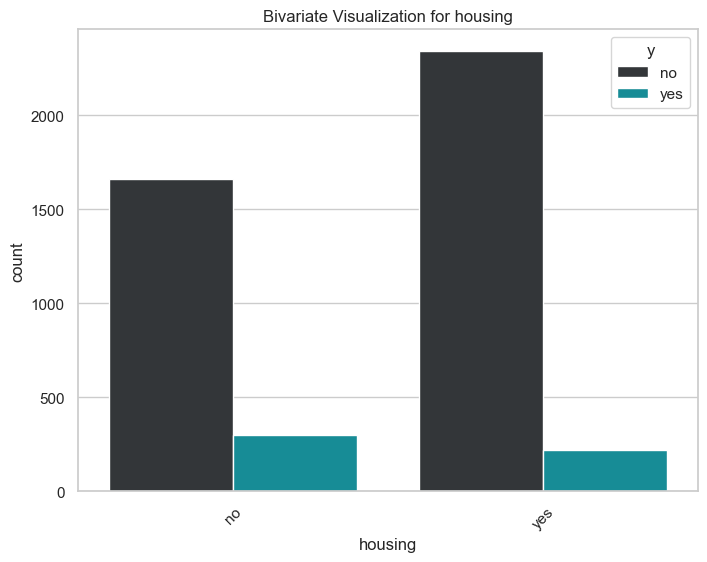 Bivariate Visualization for housing
y
no
yes
2000
1500
1000
500
0
count
no
yes
housing